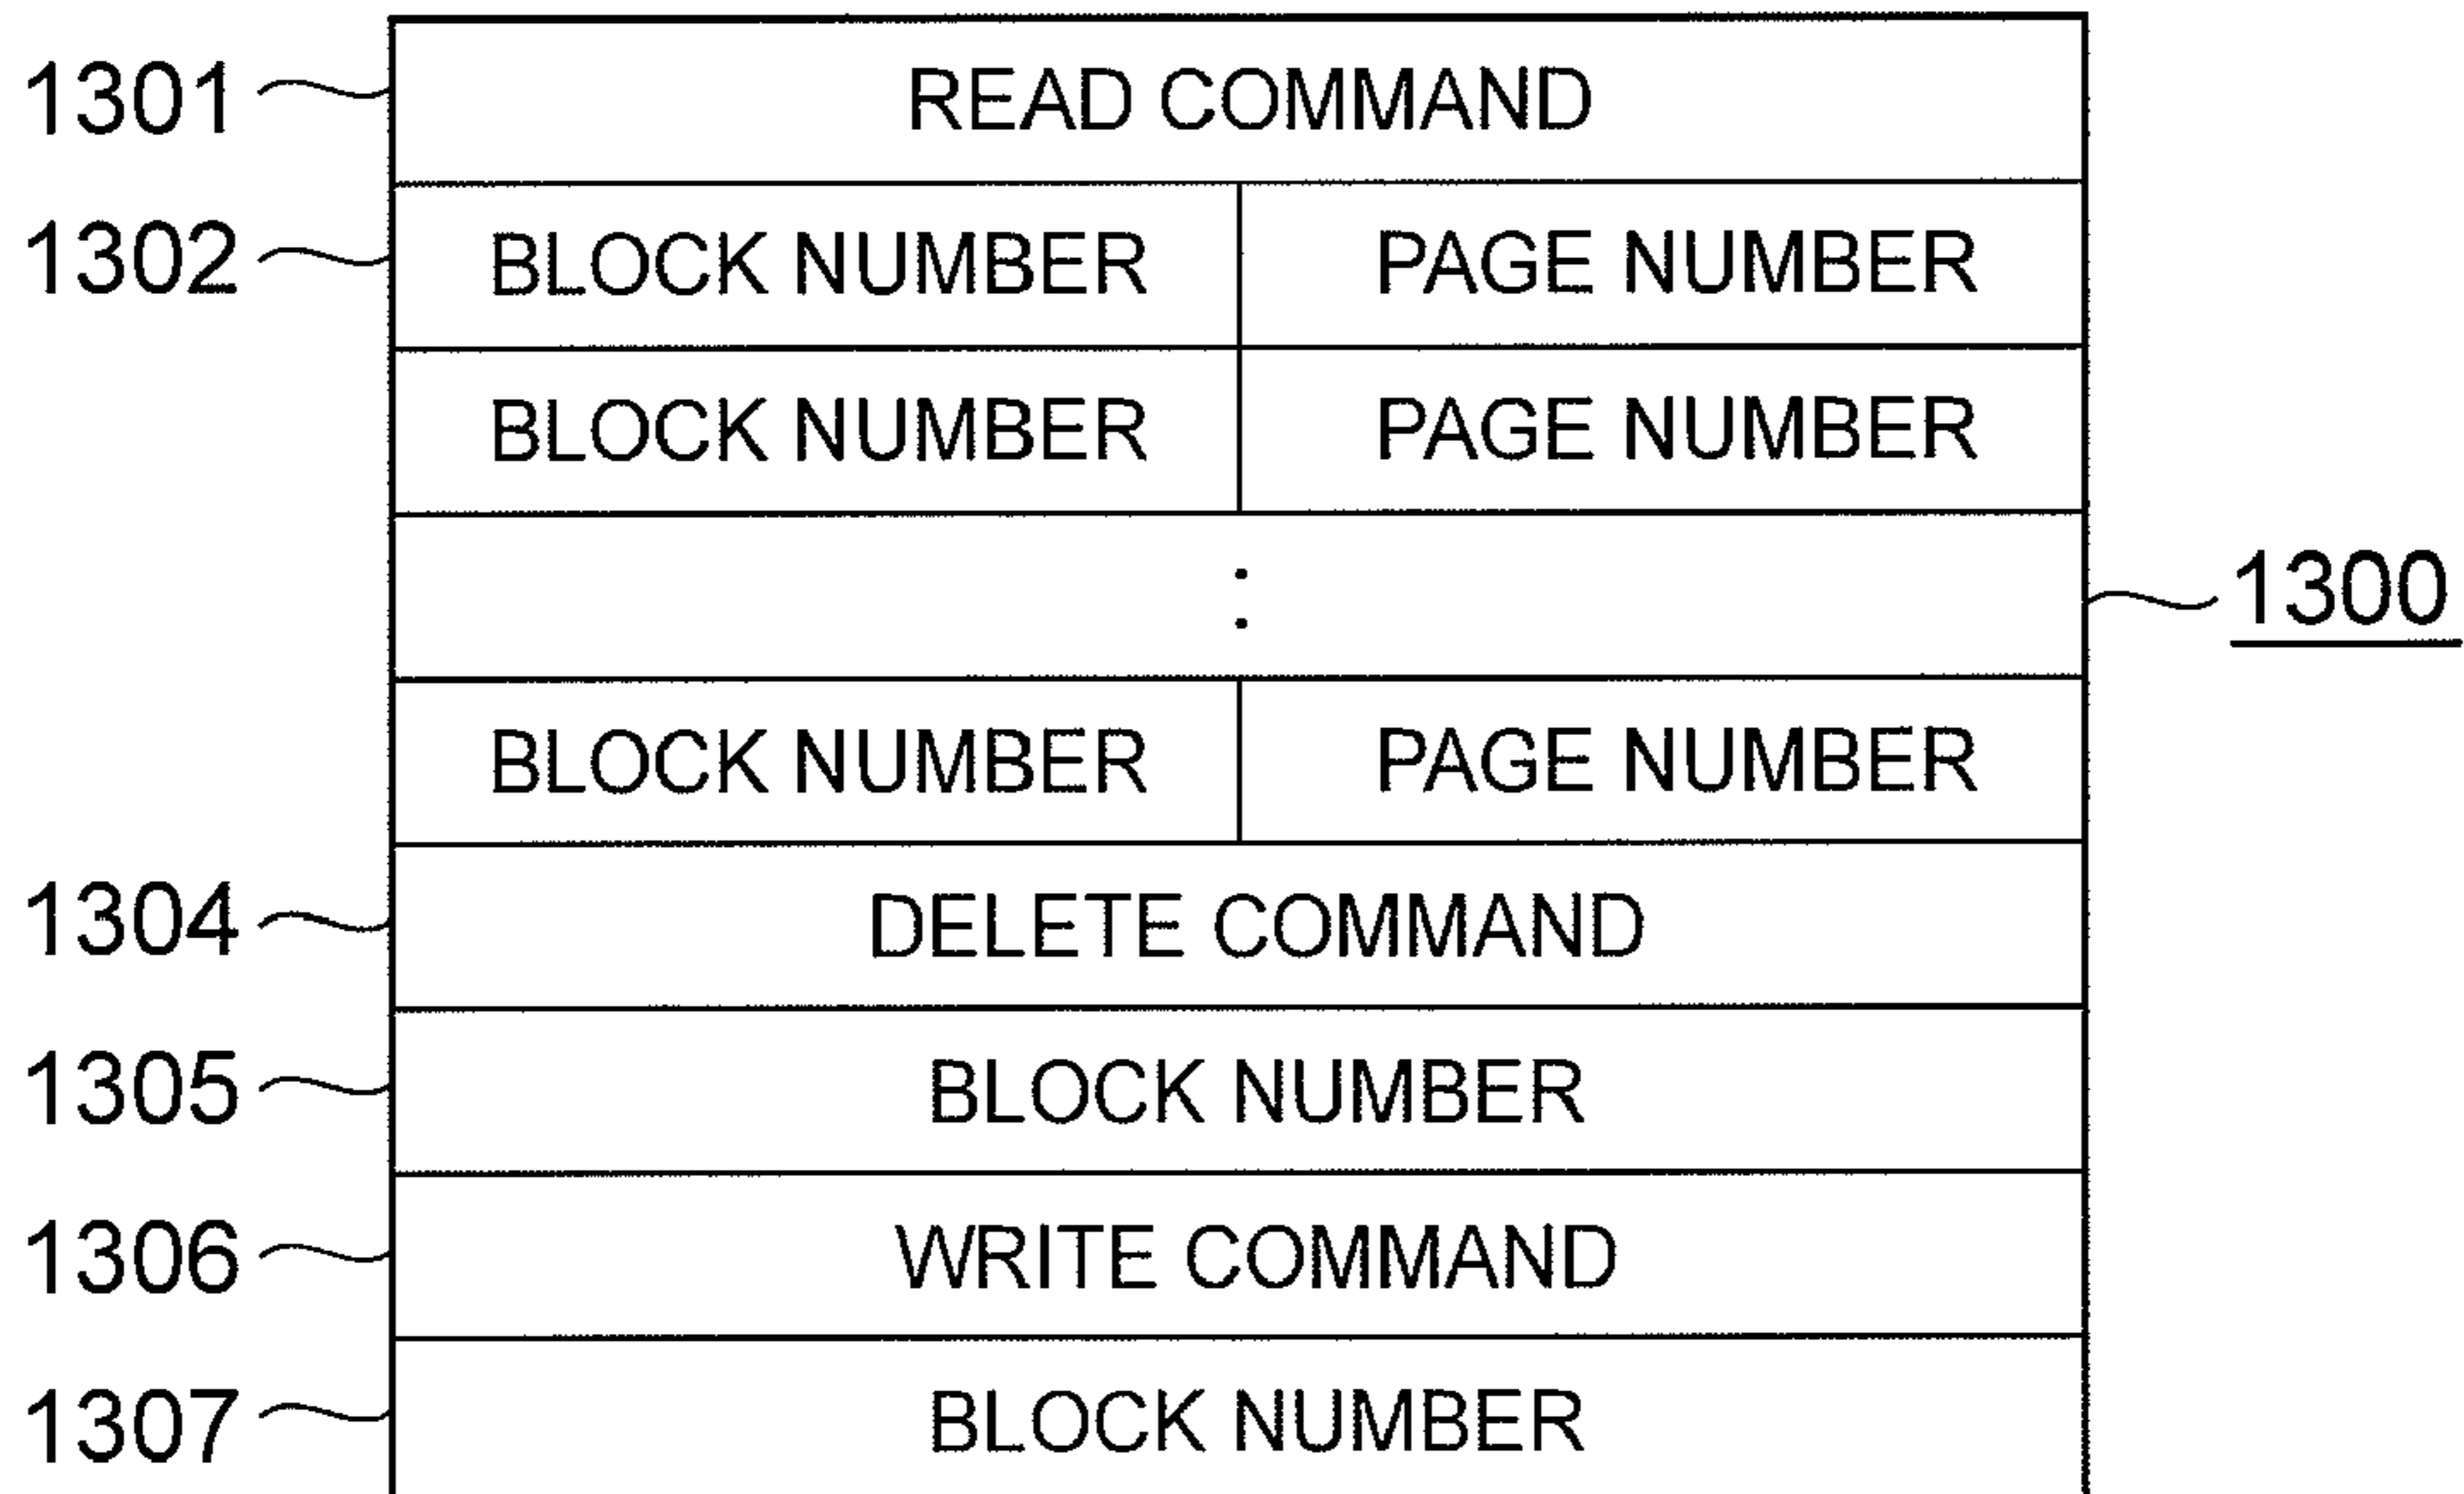 1301 READ COMMAND
1302 BLOCK NUMBER PAGE NUMBER
BLOCK NUMBER PAGE NUMBER
: 1300
BLOCK NUMBER PAGE NUMBER
1304 DELETE COMMAND
1305 BLOCK NUMBER
1306 WRITE COMMAND
1307 BLOCK NUMBER